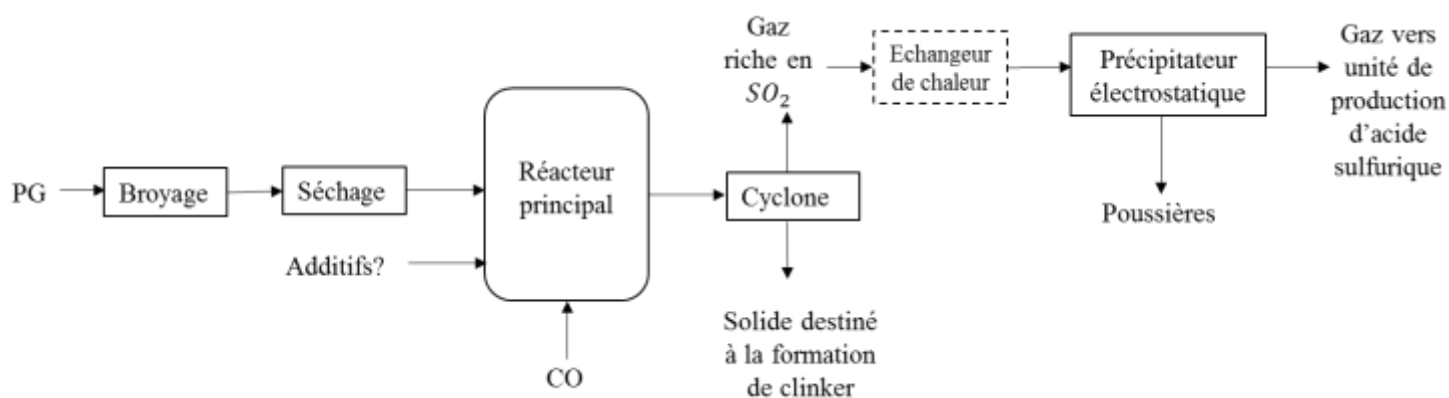 PG
Broyage
Séchage
Additifs?
Réacteur
principal
CO
Cyclone
Solide destiné
à la formation
de clinker
Gaz
riche en
SO₂
Echangeur
de chaleur
Précipitateur
électrostatique
Poussières
Gaz vers
unité de
production
d'acide
sulfurique